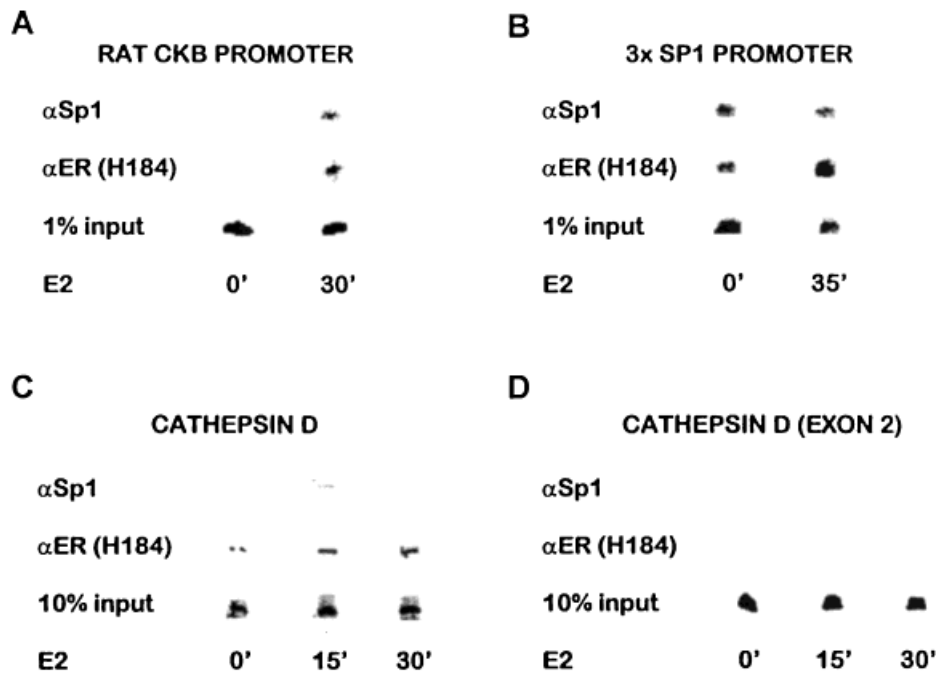 A
RAT CKB PROMOTER
αSp1
αER (H184)
1% input
E2 0' 30'
B
3x SP1 PROMOTER
αSp1
αER (H184)
1% input
E2 0' 35'
C
CATHEPSIN D
αSp1
αER (H184)
10% input
E2 0' 15' 30'
D
CATHEPSIN D (EXON 2)
αSp1
αER (H184)
10% input
E2 0' 15' 30'